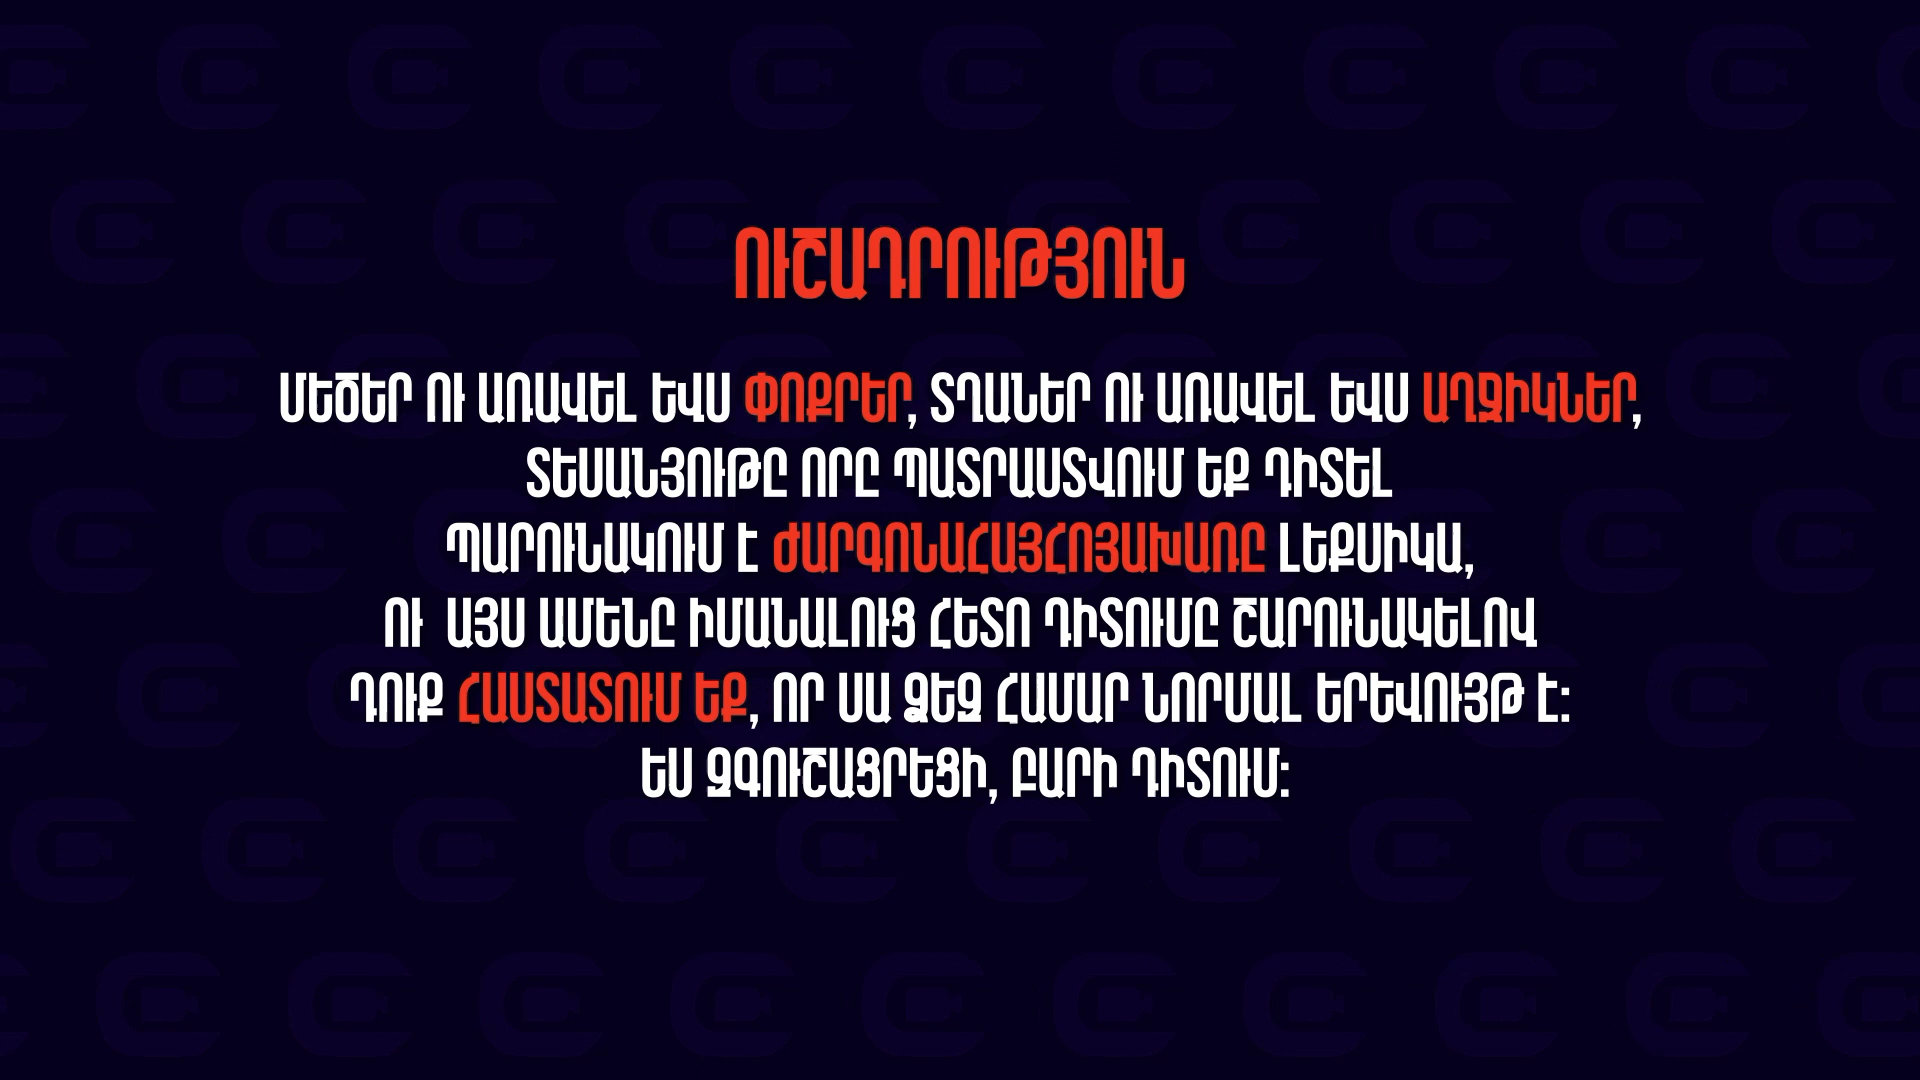 ՈՒՇԱԴՐՈՒԹՅՈՒՆ
ՄԵԾԵՐ ՈՒ ԱՌԱՎԵԼ ԵՎՍ ՓՈՔՐԵՐ, ՏՂԱՆԵՐ ՈՒ ԱՌԱՎԵԼ ԵՎՍ ԱՂՋԻԿՆԵՐ,
ՏԵՍԱՆՅՈՒԹԸ ՈՐԸ ՊԱՏՐԱՍՏՎՈՒՄ ԵՔ ԴԻՏԵԼ
ՊԱՐՈՒՆԱԿՈՒՄ Է ԺԱՐԳՈՆԱՀԱՅՀՈՅԱԽԱՌԸ ԼԵՔՍԻԿԱ,
ՈՒ ԱՅՍ ԱՄԵՆԸ ԻՄԱՆԱԼՈՒՑ ՀԵՏՈ ԴԻՏՈՒՄԸ ՇԱՐՈՒՆԱԿԵԼՈՎ
ԴՈՒՔ ՀԱՍՏԱՏՈՒՄ ԵՔ, ՈՐ ՍԱ ՁԵԶ ՀԱՄԱՐ ՆՈՐՄԱԼ ԵՐԵՎՈՒՅԹ Է:
ԵՍ ԶԳՈՒՇԱՑՐԵՑԻ, ԲԱՐԻ ԴԻՏՈՒՄ: